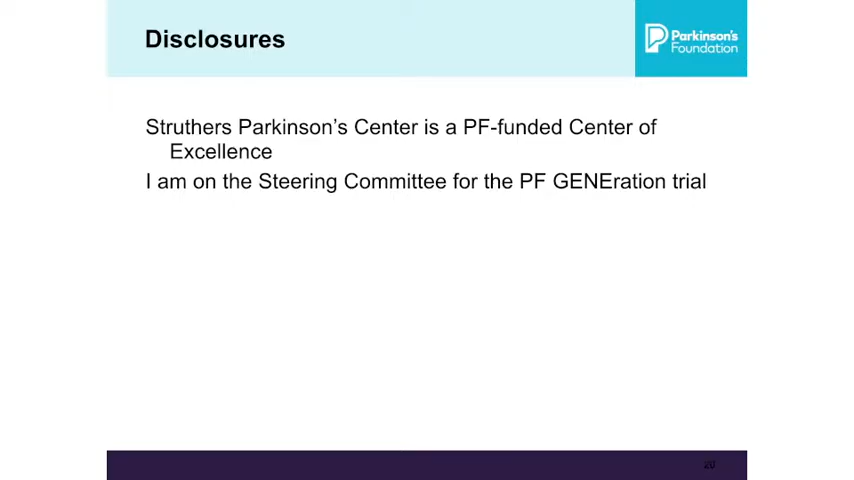 Disclosures
Parkinson's
Foundation
Struthers Parkinson's Center is a PF-funded Center of
Excellence
I am on the Steering Committee for the PF GENEration trial
20